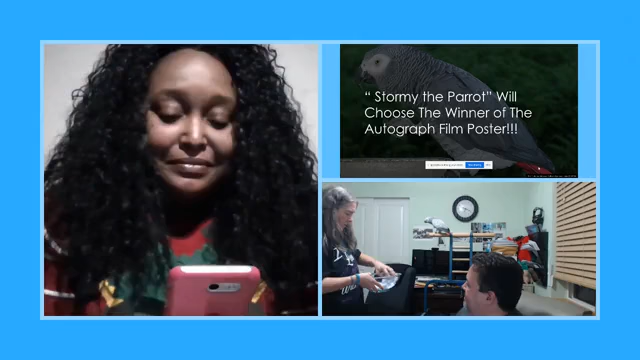 “ Stormy the Parrot” Will
Choose The Winner of The
Autograph Film Poster!!!